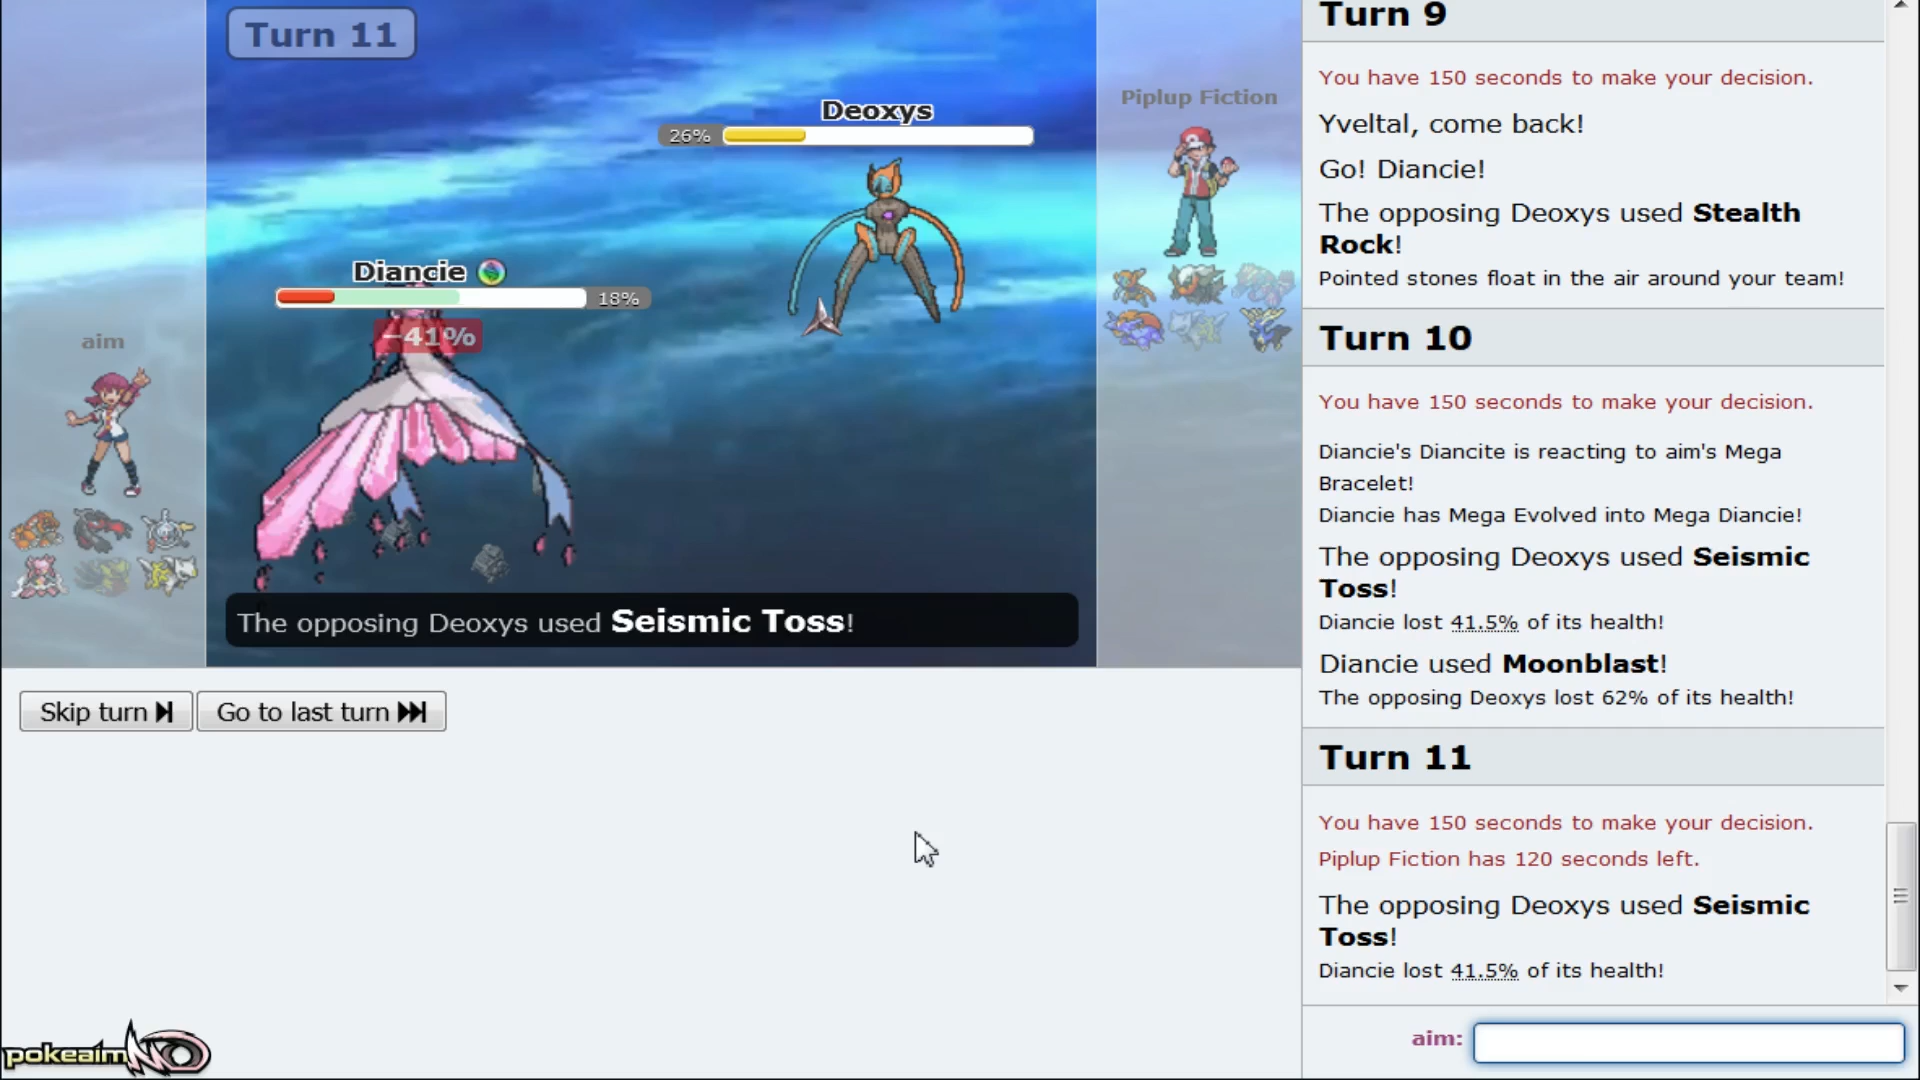 Turn 11
Deoxys
26%
Diancie
18%
−41%
aim
Piplup Fiction
The opposing Deoxys used Seismic Toss!
Skip turn
Go to last turn
pokeaimMD
Turn 9
You have 150 seconds to make your decision.
Yveltal, come back!
Go! Diancie!
The opposing Deoxys used Stealth
Rock!
Pointed stones float in the air around your team!
Turn 10
You have 150 seconds to make your decision.
Diancie's Diancite is reacting to aim's Mega
Bracelet!
Diancie has Mega Evolved into Mega Diancie!
The opposing Deoxys used Seismic
Toss!
Diancie lost 41.5% of its health!
Diancie used Moonblast!
The opposing Deoxys lost 62% of its health!
Turn 11
You have 150 seconds to make your decision.
Piplup Fiction has 120 seconds left.
The opposing Deoxys used Seismic
Toss!
Diancie lost 41.5% of its health!
aim: